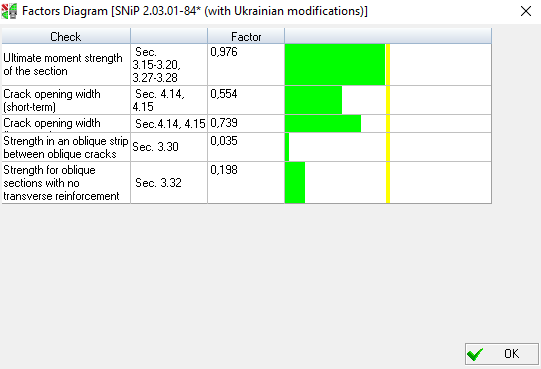 Factors Diagram [SNiP 2.03.01-84* (with Ukrainian modifications)]
Check
Factor
Ultimate moment strength
of the section
Sec.
3.15-3.20,
3.27-3.28
0,976
Crack opening width
(short-term)
Sec. 4.14,
4.15
0,554
Crack opening width
Sec.4.14, 4.15
0,739
Strength in an oblique strip
between oblique cracks
Sec. 3.30
0,035
Strength for oblique
sections with no
transverse reinforcement
Sec. 3.32
0,198
OK